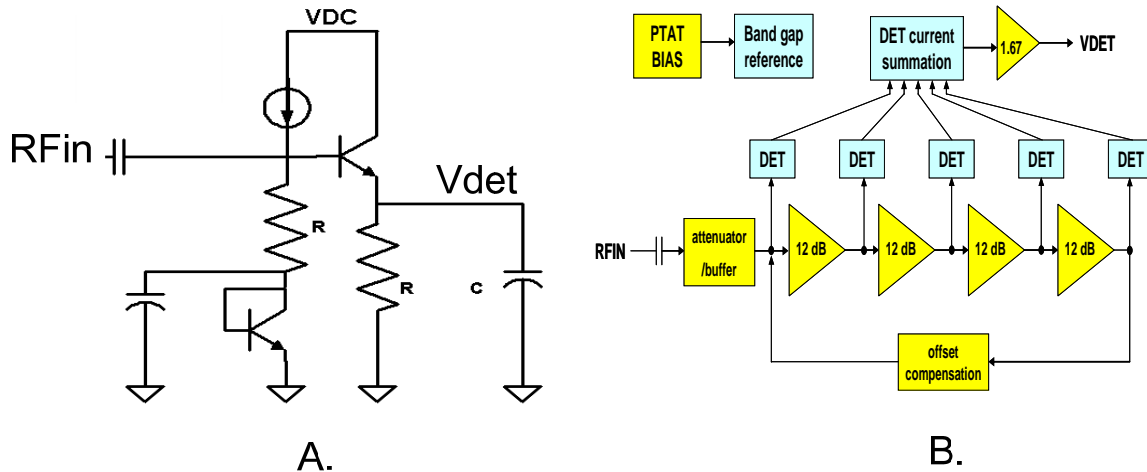 VDC
RFin
Vdet
R
R
C
A.
PTAT
BIAS
Band gap
reference
DET current
summation
1.67
VDET
DET
DET
DET
DET
DET
RFIN
attenuator
/buffer
12 dB
12 dB
12 dB
12 dB
offset
compensation
B.